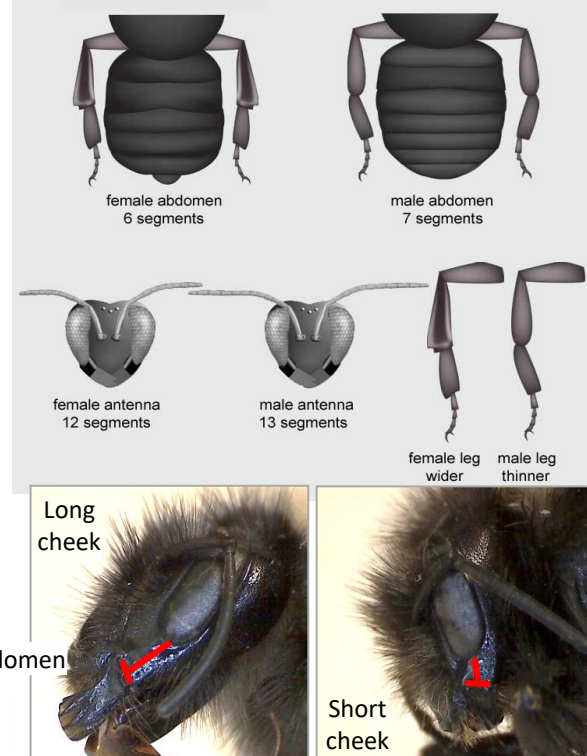 female abdomen
6 segments
male abdomen
7 segments
female antenna
12 segments
male antenna
13 segments
female leg
wider
male leg
thinner
Long
cheek
domen
Short
cheek